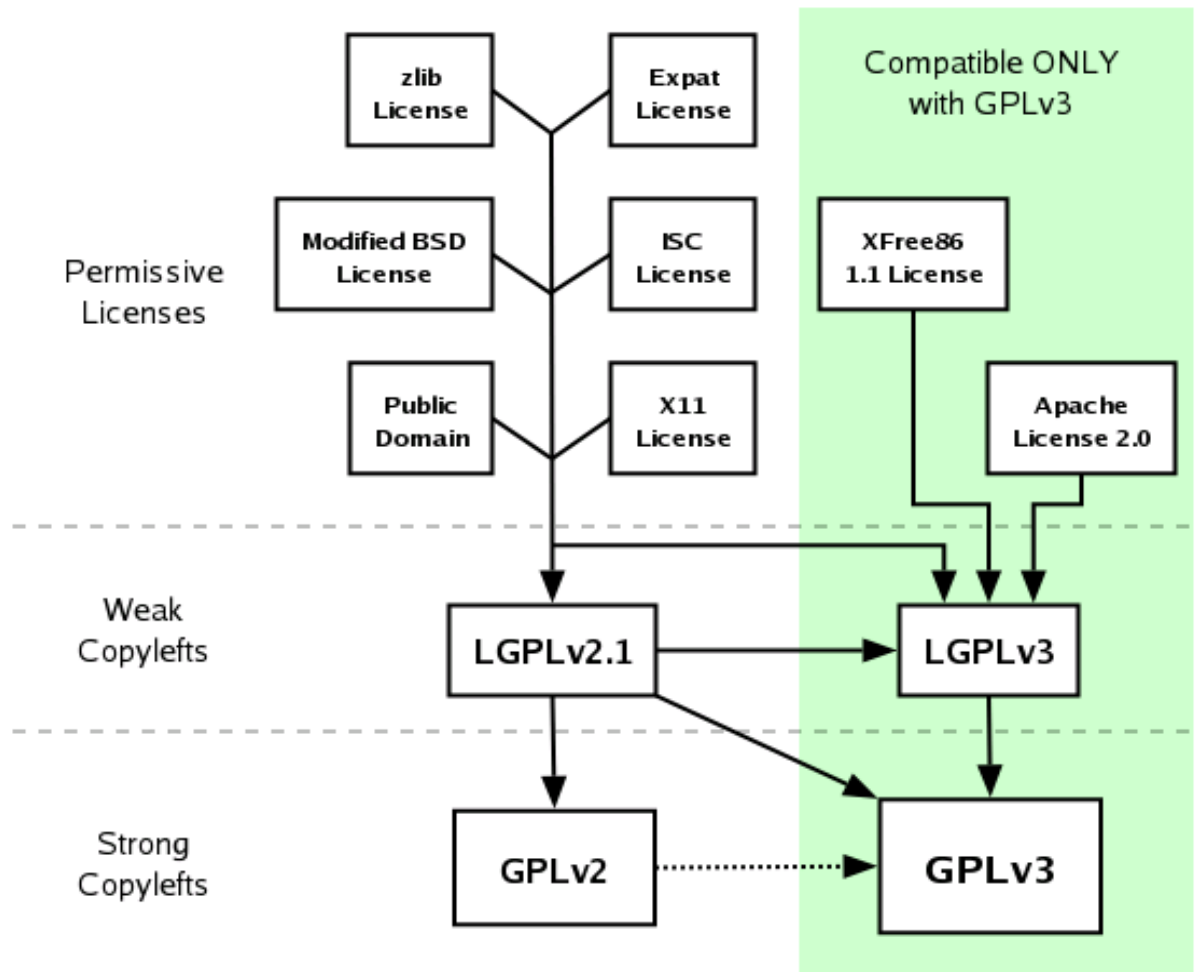 zlib
License
Expat
License
Compatible ONLY
with GPLv3
Permissive
Licenses
Modified BSD
License
ISC
License
XFree86
1.1 License
Public
Domain
X11
License
Apache
License 2.0
Weak
Copylefts
LGPLv2.1
LGPLv3
Strong
Copylefts
GPLv2
GPLv3